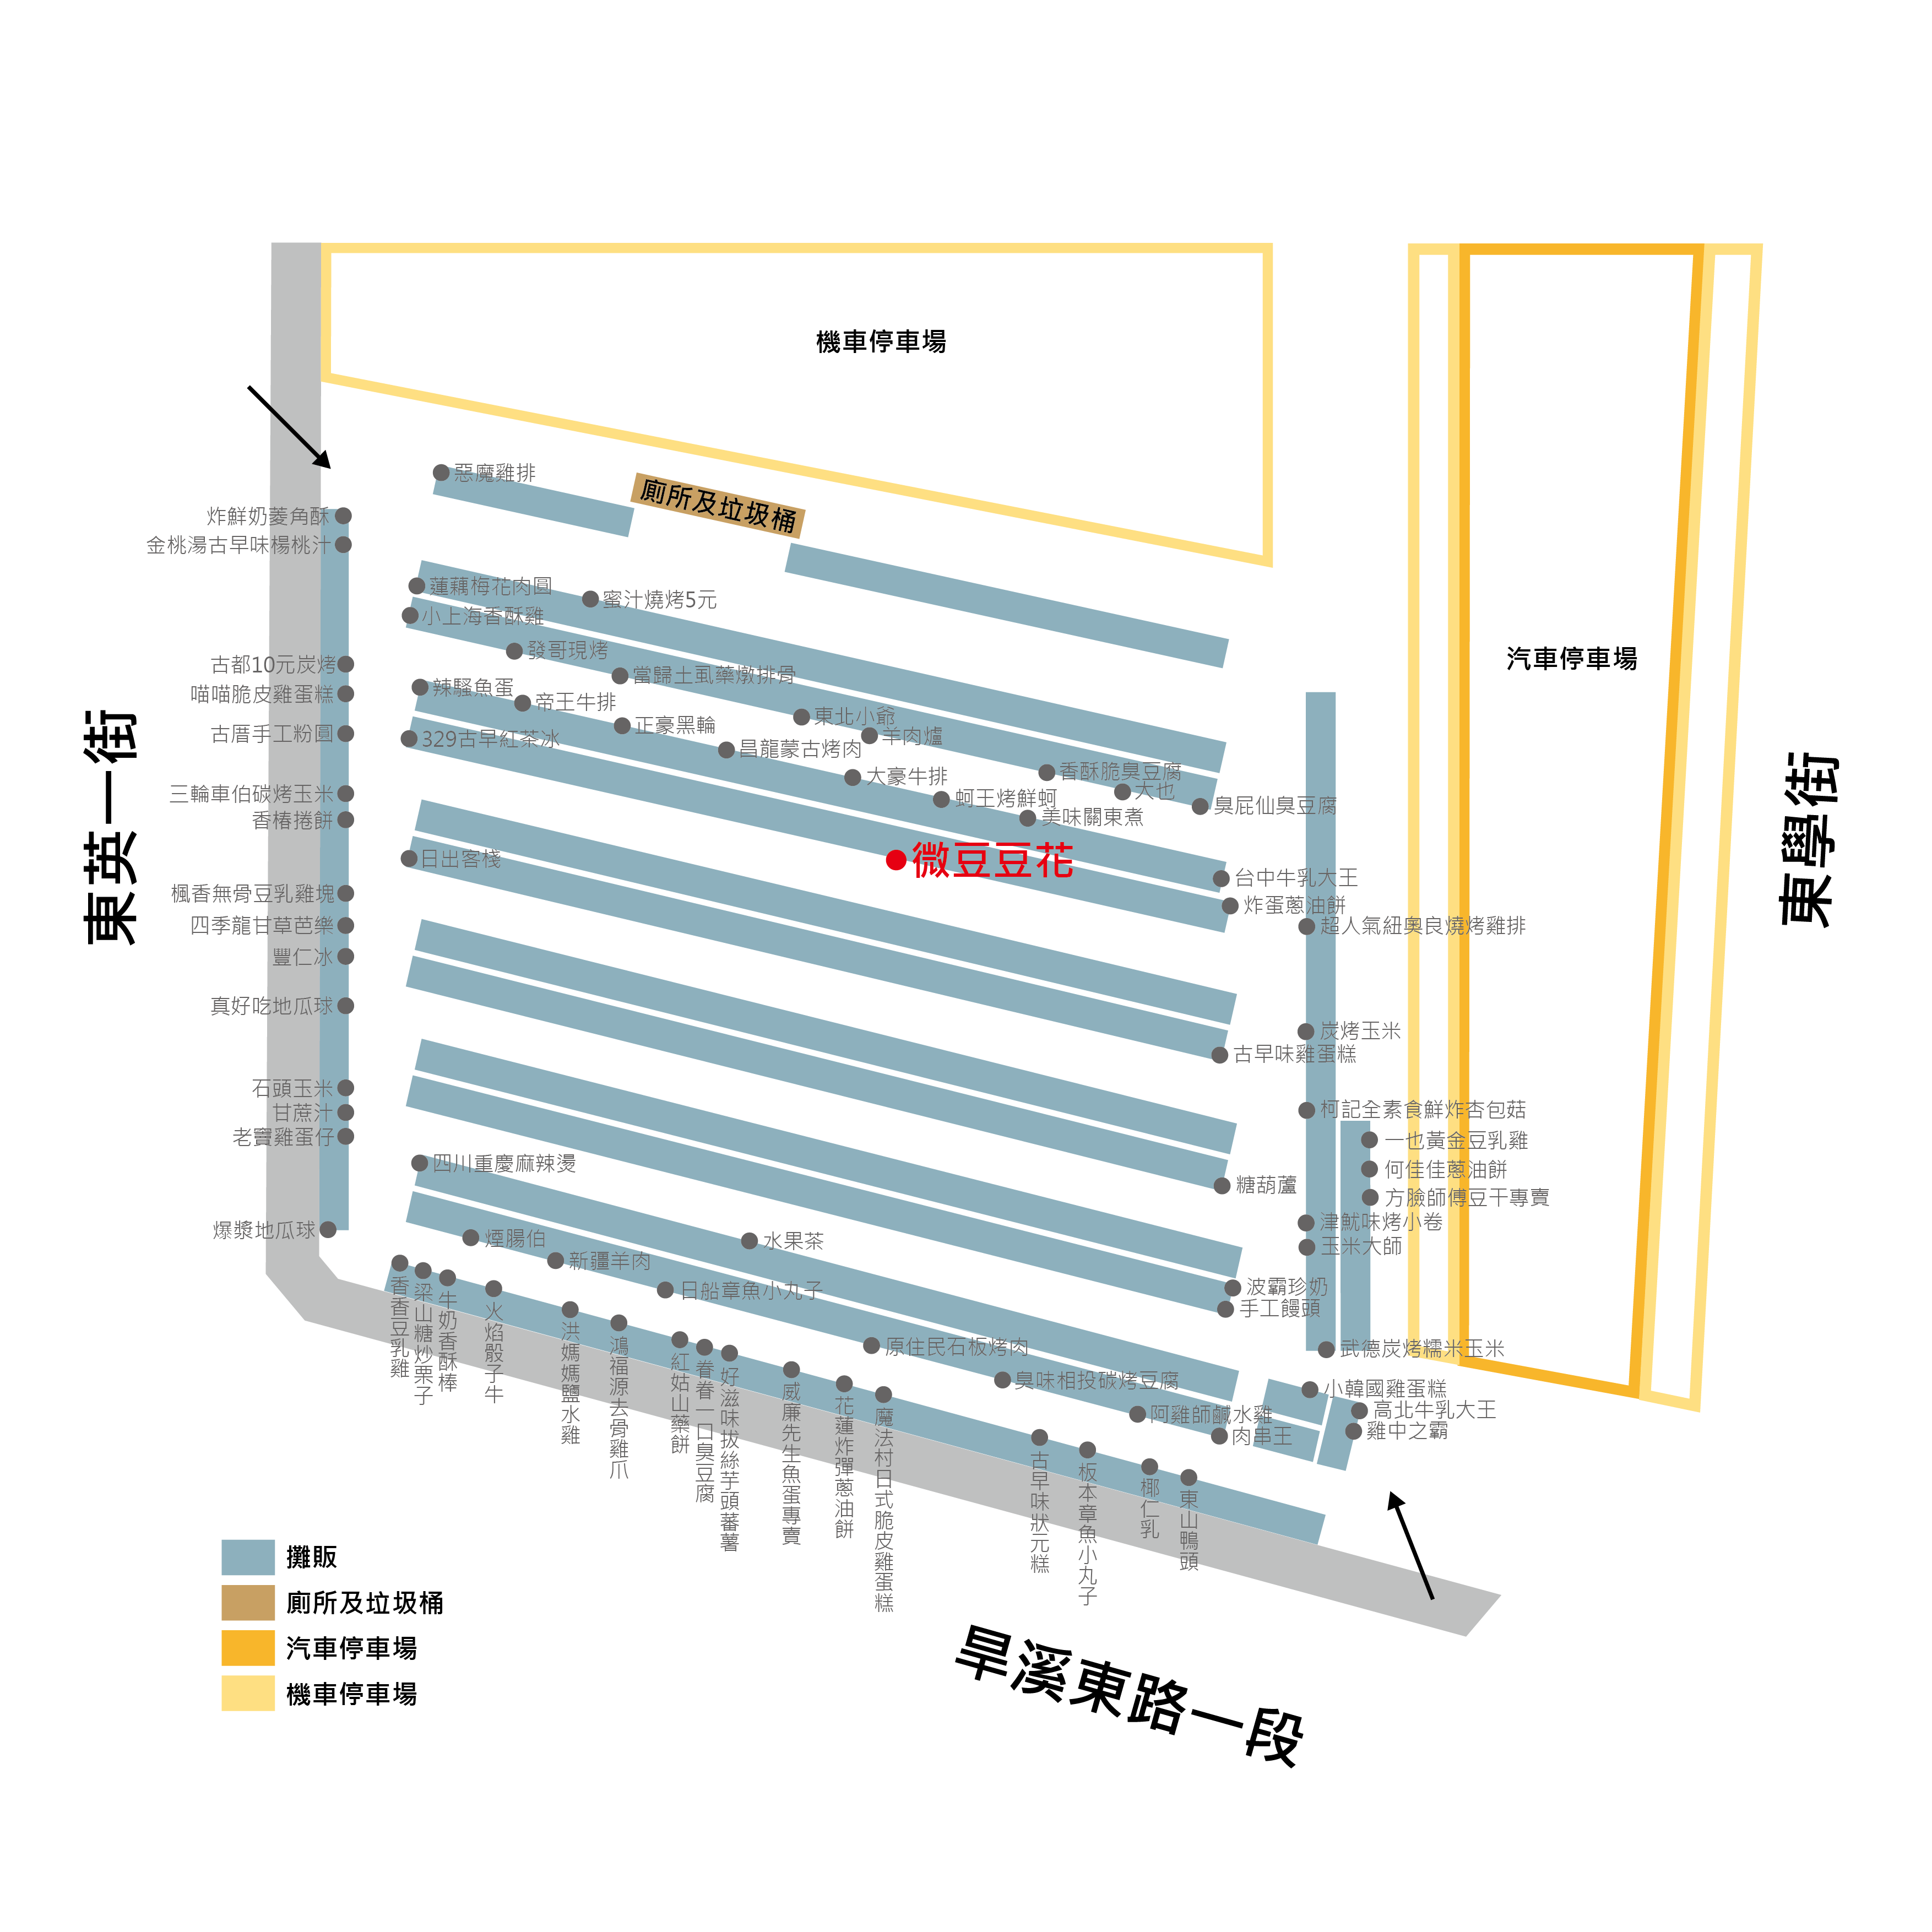 機車停車場
汽車停車場
東英一街
東學街
惡魔雞排
廁所及垃圾桶
炸鮮奶菱角酥
金桃湯古早味楊桃汁
古都10元炭烤
喵喵脆皮雞蛋糕
古厝手工粉圓
三輪車伯碳烤玉米
香椿捲餅
楓香無骨豆乳雞塊
四季龍甘草芭樂
豐仁冰
真好吃地瓜球
石頭玉米
甘蔗汁
老竇雞蛋仔
爆漿地瓜球
蓮藕梅花肉圓
蜜汁燒烤5元
小上海香酥雞
發哥現烤
當歸土虱藥燉排骨
東北小爺
羊肉爐
香酥脆臭豆腐
大也
臭屁仙臭豆腐
辣騷魚蛋
帝王牛排
正豪黑輪
昌龍蒙古烤肉
大豪牛排
蚵王烤鮮蚵
美味關東煮
台中牛乳大王
329古早紅茶冰
微豆豆花
炸蛋蔥油餅
日出客棧
古早味雞蛋糕
糖葫蘆
超人氣紐奧良燒烤雞排
炭烤玉米
柯記全素食鮮炸杏包菇
一也黃金豆乳雞
何佳佳蔥油餅
方臉師傅豆干專賣
津魷味烤小卷
玉米大師
武德炭烤糯米玉米
波霸珍奶
手工饅頭
四川重慶麻辣燙
水果茶
煙腸伯
新疆羊肉
日船章魚小丸子
原住民石板烤肉
臭味相投碳烤豆腐
阿雞師鹹水雞
肉串王
小韓國雞蛋糕
高北牛乳大王
雞中之霸
香香豆乳雞
梁山糖炒栗子
牛奶香酥棒
火焰骰子牛
洪媽媽鹽水雞
鴻福源去骨雞爪
紅姑山藥餅
眷眷一口臭豆腐
好滋味拔絲芋頭蕃薯
威廉先生魚蛋專賣
花蓮炸彈蔥油餅
魔法村日式脆皮雞蛋糕
古早味狀元糕
板本章魚小丸子
椰仁乳
東山鴨頭
旱溪東路一段
攤販
廁所及垃圾桶
汽車停車場
機車停車場